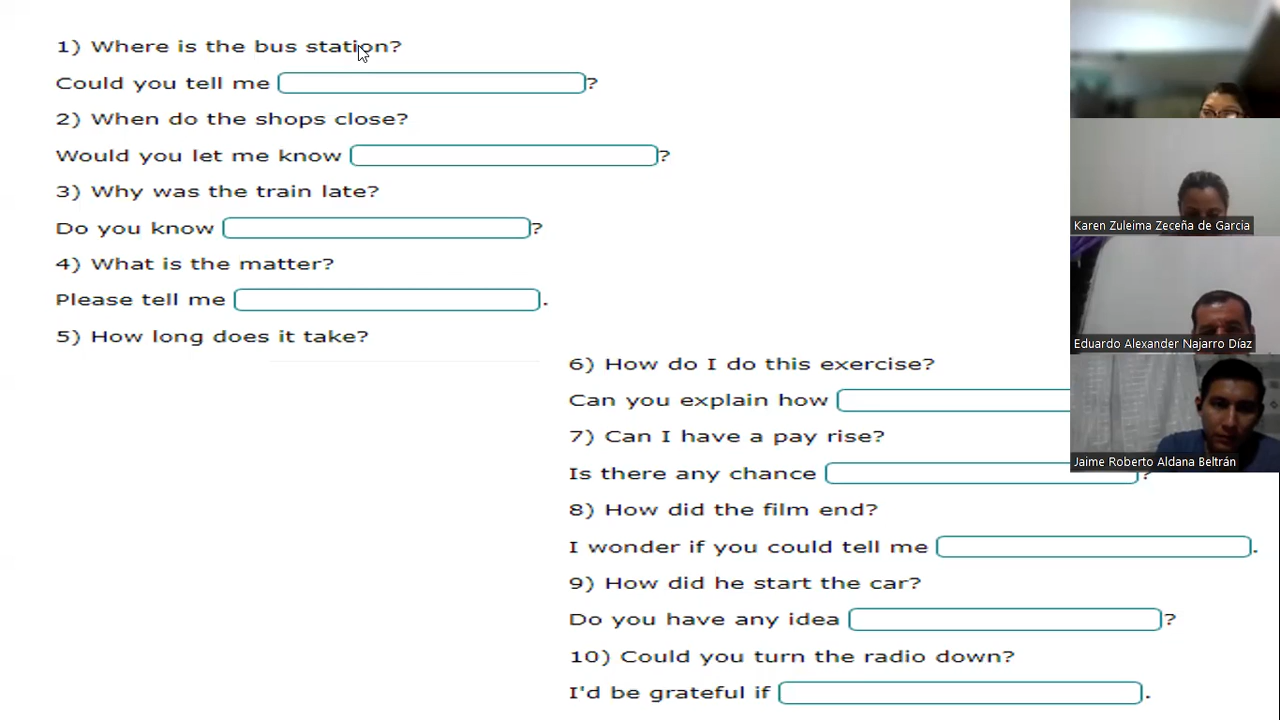 1) Where is the bus station?
Could you tell me ?
2) When do the shops close?
Would you let me know ?
3) Why was the train late?
Do you know ?
4) What is the matter?
Please tell me .
5) How long does it take?
6) How do I do this exercise?
Can you explain how
7) Can I have a pay rise?
Is there any chance ?
8) How did the film end?
I wonder if you could tell me .
9) How did he start the car?
Do you have any idea ?
10) Could you turn the radio down?
I'd be grateful if .
Karen Zuleima Zeceña de Garcia
Eduardo Alexander Najarro Díaz
Jaime Roberto Aldana Beltrán